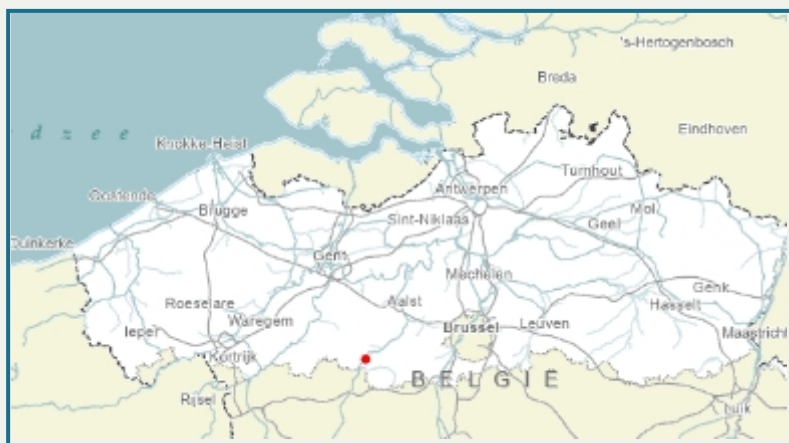 's-Hertogenbosch
Breda
Eindhoven
dzee
Knokke-Heist
Turnhout
Antwerpen
Oostende
Brugge
Sint-Niklaas
Mol
Geel
Duinkerke
Gent
Mechelen
Genk
Roeselare
Aalst
Hasselt
Waregem
Brussel
Leuven
Ieper
Maastricht
Kortrijk
BELGIË
Rijsel
Luik